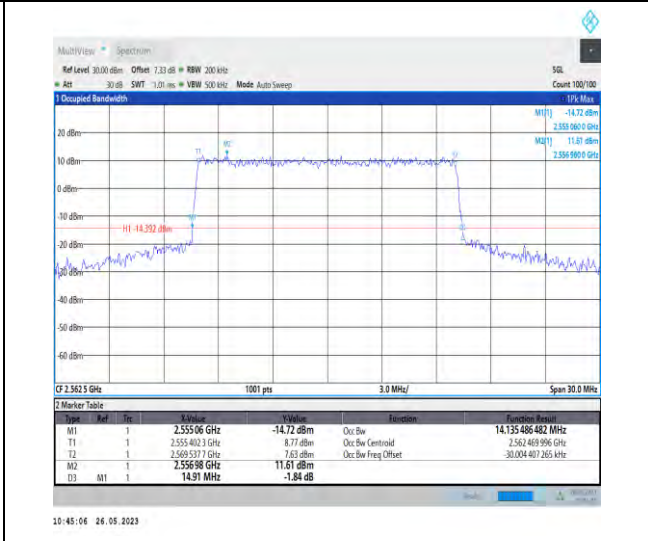 MultiView Spectrum
Ref Level 30.00 dBm Offset 7.33 dB RBW 200 kHz SGL
Att 30 dB SWT 1.01 ms VBW 500 kHz Mode Auto Sweep Count 100/100
1 Occupied Bandwidth 1Pk Max
M1[1] -14.72 dBm
2.555 060 0 GHz
M2[1] 11.61 dBm
2.556 980 0 GHz
20 dBm
T1 M2 T2
10 dBm
0 dBm
-10 dBm
H1 -14.392 dBm
-20 dBm
-30 dBm
-40 dBm
-50 dBm
-60 dBm
CF 2.562 5 GHz 1001 pts 3.0 MHz/ Span 30.0 MHz
2 Marker Table
Type Ref Trc X-Value Y-Value Function Function Result
M1 1 2.555 06 GHz -14.72 dBm Occ Bw 14.135 486 482 MHz
T1 1 2.555 402 3 GHz 8.77 dBm Occ Bw Centroid 2.562 469 996 GHz
T2 1 2.569 537 7 GHz 7.63 dBm Occ Bw Freq Offset -30.004 407 265 kHz
M2 1 2.556 98 GHz 11.61 dBm
D3 M1 1 14.91 MHz -1.84 dB
10:45:06 26.05.2023